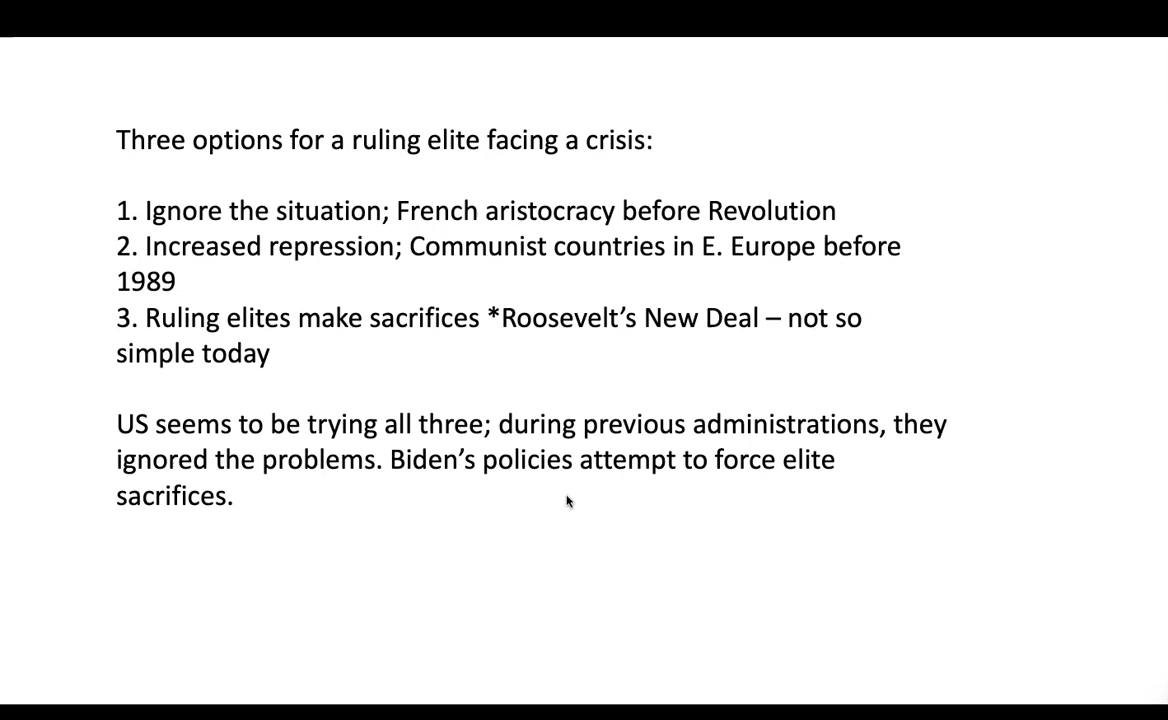 Three options for a ruling elite facing a crisis:
1. Ignore the situation; French aristocracy before Revolution
2. Increased repression; Communist countries in E. Europe before
1989
3. Ruling elites make sacrifices *Roosevelt’s New Deal – not so
simple today
US seems to be trying all three; during previous administrations, they
ignored the problems. Biden’s policies attempt to force elite
sacrifices.